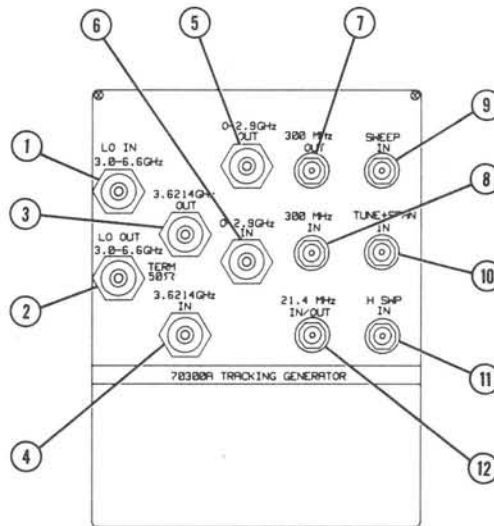 5
6
7
0-2.9GHz
OUT
300 MHz
OUT
SWEEP
IN
9
1
LO IN
3.0-6.6GHz
3
3.6214GHz
OUT
0-2.9GHz
IN
300 MHz
IN
TUNE+SPAN
IN
8
2
LO OUT
3.0-6.6GHz
TERM
50Ω
10
4
3.6214GHz
IN
21.4 MHz
IN/OUT
H SWP
IN
11
70300A TRACKING GENERATOR
12